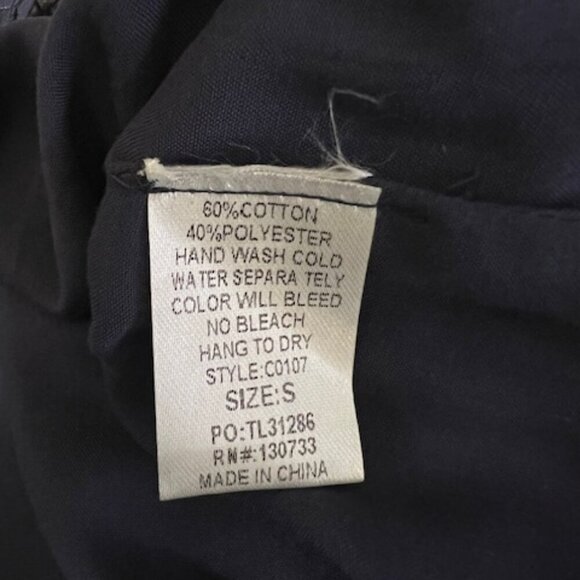 60%COTTON
40%POLYESTER
HAND WASH COLD
WATER SEPARA TELY
COLOR WILL BLEED
NO BLEACH
HANG TO DRY
STYLE:C0107
SIZE:S
PO:TL31286
RN#:130733
MADE IN CHINA